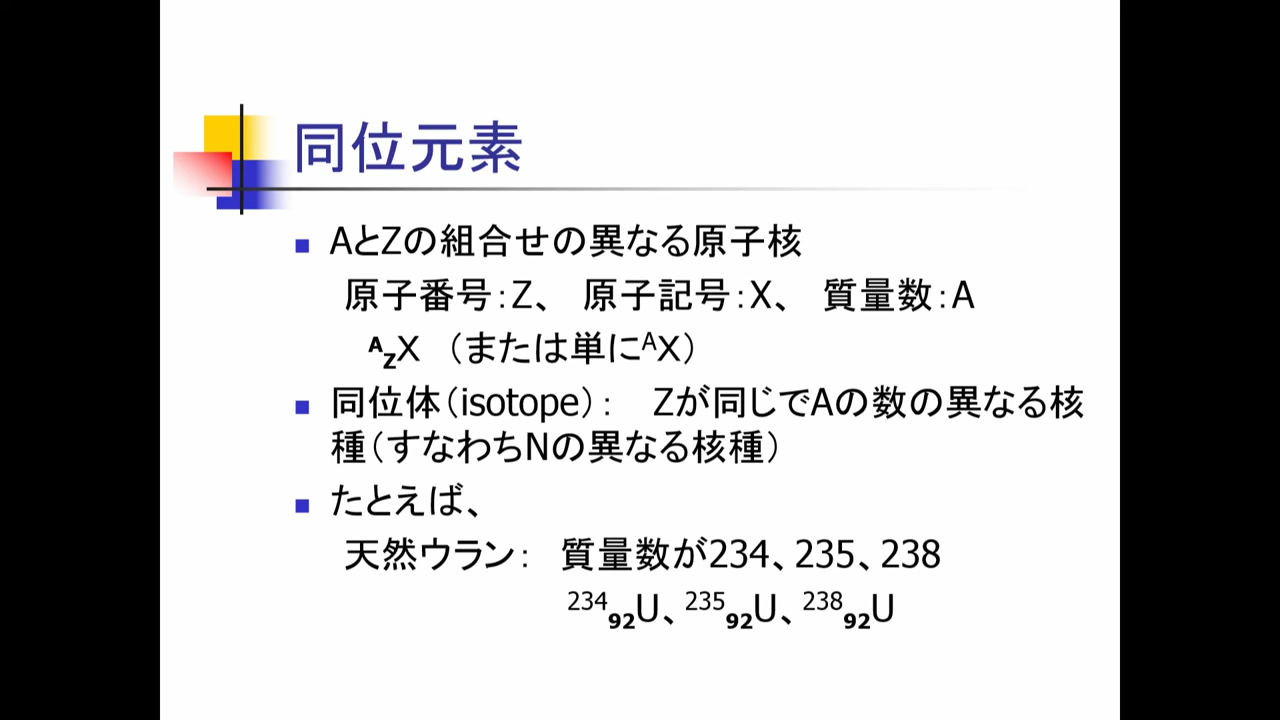 同位元素
AとZの組合せの異なる原子核
原子番号：Z、 原子記号：X、 質量数：A
ᴬzX （または単にᴬX）
同位体（isotope）： Zが同じでAの数の異なる核
種（すなわちNの異なる核種）
たとえば、
天然ウラン： 質量数が234、235、238
²³⁴₉₂U、²³⁵₉₂U、²³⁸₉₂U